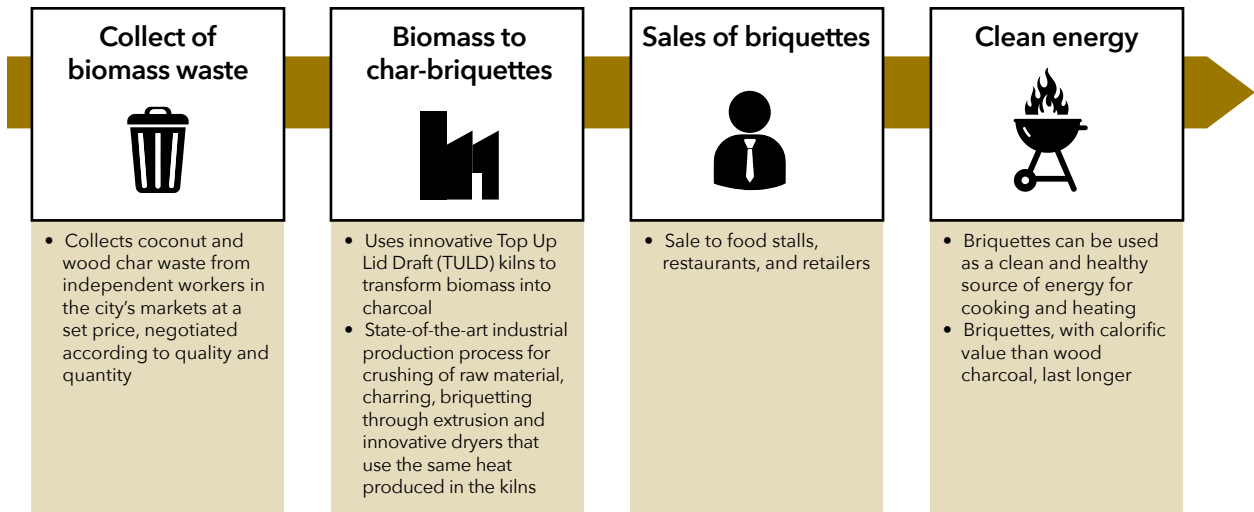 Collect of
biomass waste
• Collects coconut and
wood char waste from
independent workers in
the city's markets at a
set price, negotiated
according to quality and
quantity
Biomass to
char-briquettes
• Uses innovative Top Up
Lid Draft (TULD) kilns to
transform biomass into
charcoal
• State-of-the-art industrial
production process for
crushing of raw material,
charring, briquetting
through extrusion and
innovative dryers that
use the same heat
produced in the kilns
Sales of briquettes
• Sale to food stalls,
restaurants, and retailers
Clean energy
• Briquettes can be used
as a clean and healthy
source of energy for
cooking and heating
• Briquettes, with calorific
value than wood
charcoal, last longer